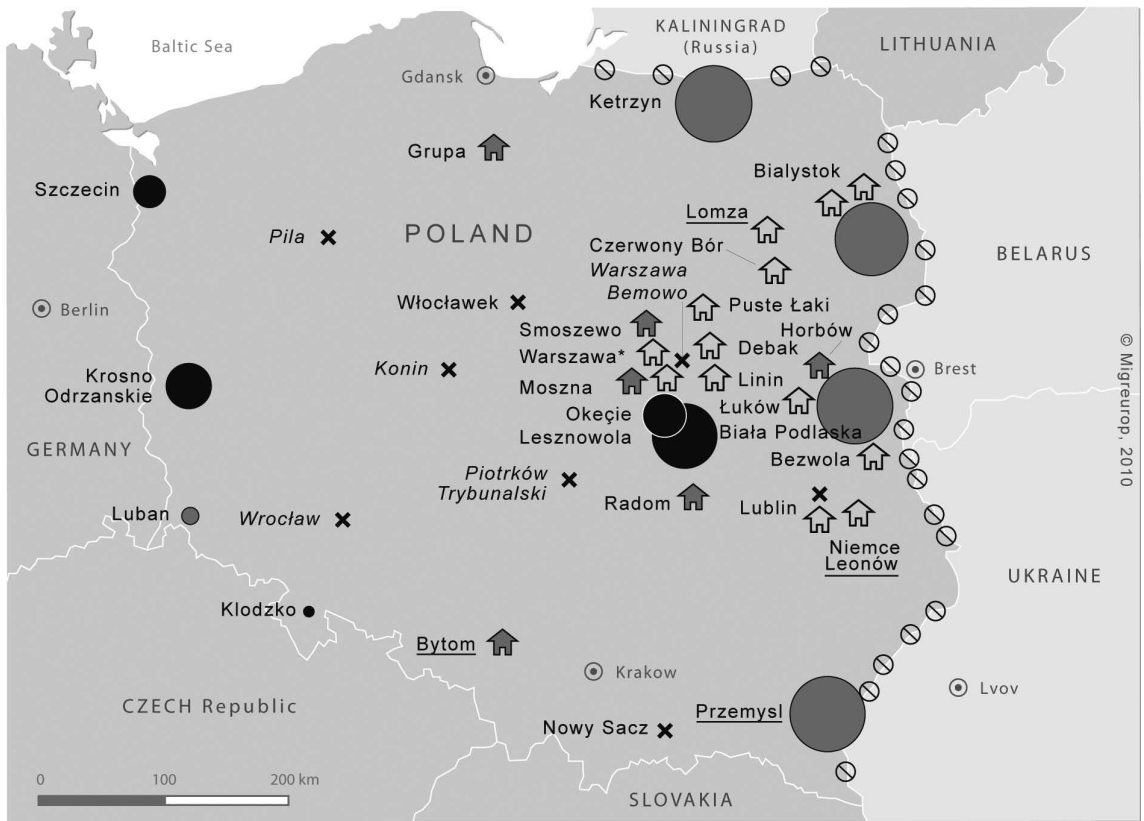 KALININGRAD
(Russia)
LITHUANIA
Baltic Sea
Gdansk
Ketrzyn
Grupa
Bialystok
Szczecin
Lomza
Pila
POLAND
Czerwony Bór
Warszawa
Bemowo
BELARUS
Berlin
Włocławek
Puste Łaki
Smoszewo
Horbów
Warszawa*
Debak
Konin
Moszna
Linin
Brest
Krosno
Odrzanskie
Okęcie
Łuków
Lesznowola
Biała Podlaska
GERMANY
Bezwola
Piotrków
Trybunalski
Radom
Lublin
Luban
Wrocław
Niemce
Leonów
UKRAINE
Klodzko
Bytom
Krakow
Lvov
CZECH Republic
Przemysl
Nowy Sacz
0
100
200 km
SLOVAKIA
© Migreurop, 2010